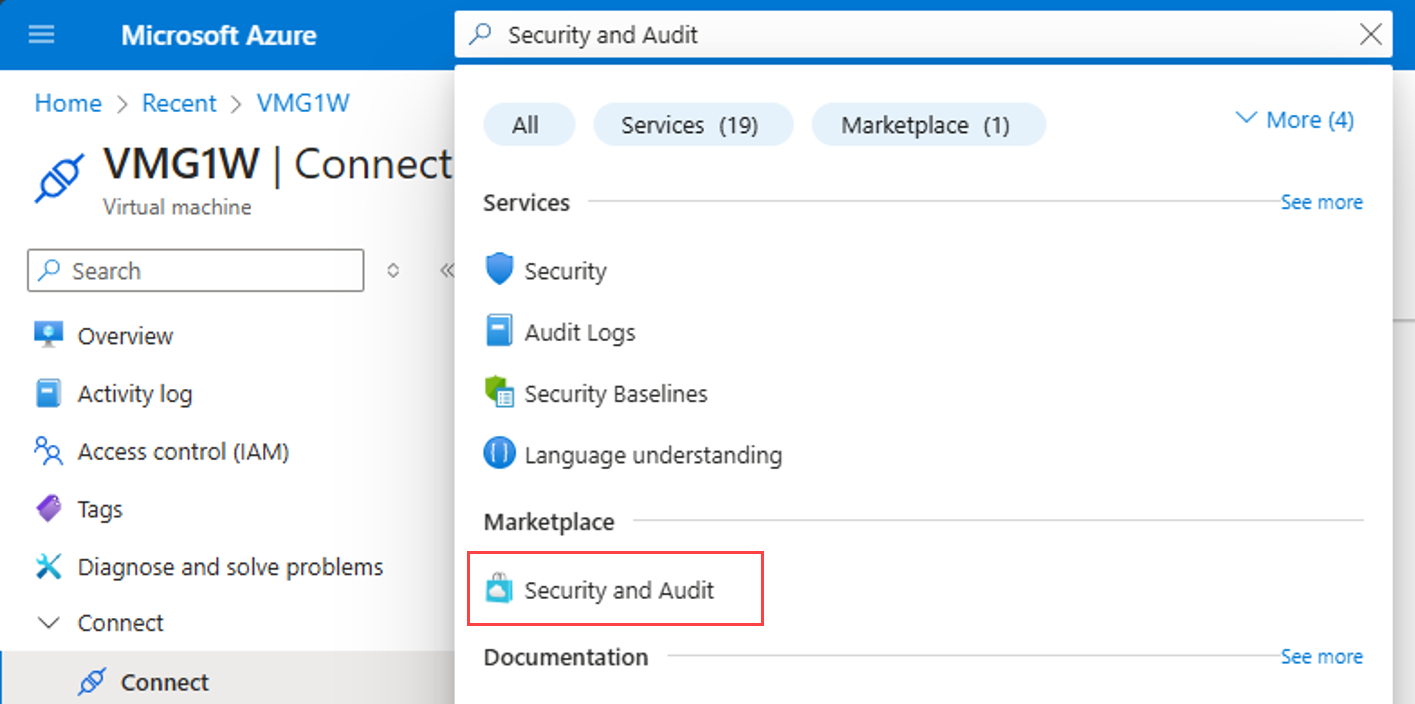 Microsoft Azure
Security and Audit
Home > Recent > VMG1W
VMG1W | Connect
Virtual machine
Search
Overview
Activity log
Access control (IAM)
Tags
Diagnose and solve problems
Connect
Connect
All
Services (19)
Marketplace (1)
More (4)
Services
See more
Security
Audit Logs
Security Baselines
Language understanding
Marketplace
Security and Audit
Documentation
See more